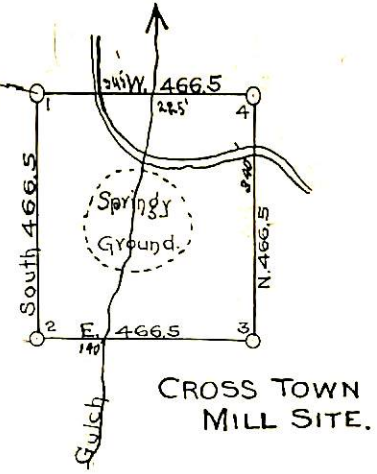 W. 466.5
225'
1
4
South 466.5
Springy
Ground.
N. 466.5
2
E. 466.5
3
140'
Gulch
CROSS TOWN
MILL SITE.